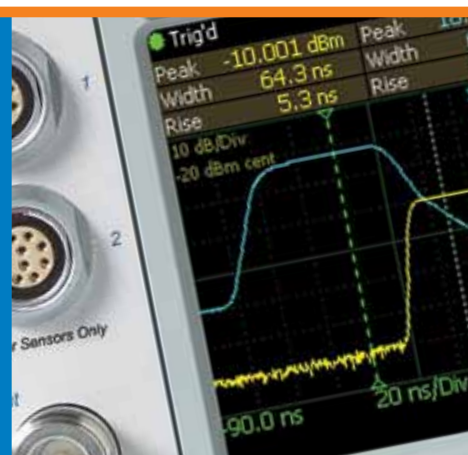 1
2
r Sensors Only
Trig'd
Peak -10.001 dBm Peak
Width 64.3 ns Width
Rise 5.3 ns Rise
10 dB/Div
-20 dBm cent
-90.0 ns 20 ns/Div